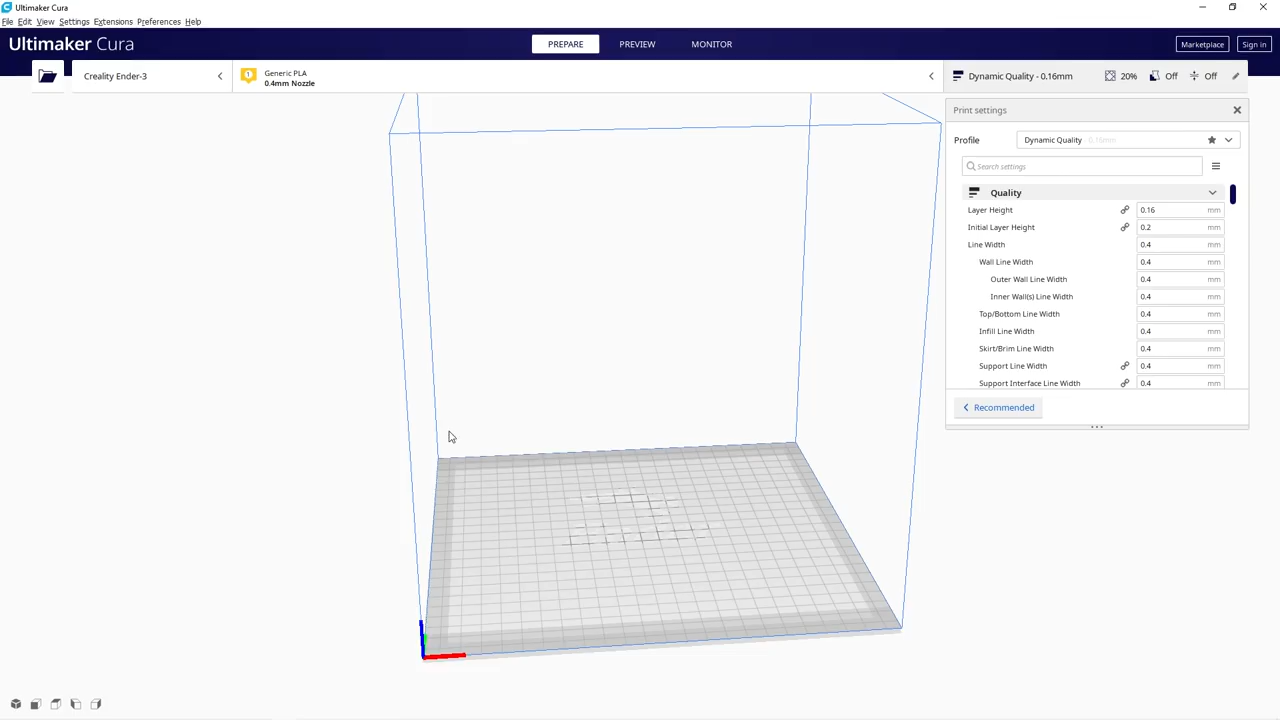 Ultimaker Cura
File Edit View Settings Extensions Preferences Help
Ultimaker Cura
PREPARE
PREVIEW
MONITOR
Marketplace
Sign in
Creality Ender-3
1
Generic PLA
0.4mm Nozzle
Dynamic Quality - 0.16mm
20%
Off
Off
Print settings
Profile
Dynamic Quality - 0.16mm
Search settings
Quality
Layer Height 0.16 mm
Initial Layer Height 0.2 mm
Line Width 0.4 mm
Wall Line Width 0.4 mm
Outer Wall Line Width 0.4 mm
Inner Wall(s) Line Width 0.4 mm
Top/Bottom Line Width 0.4 mm
Infill Line Width 0.4 mm
Skirt/Brim Line Width 0.4 mm
Support Line Width 0.4 mm
Support Interface Line Width 0.4 mm
Recommended